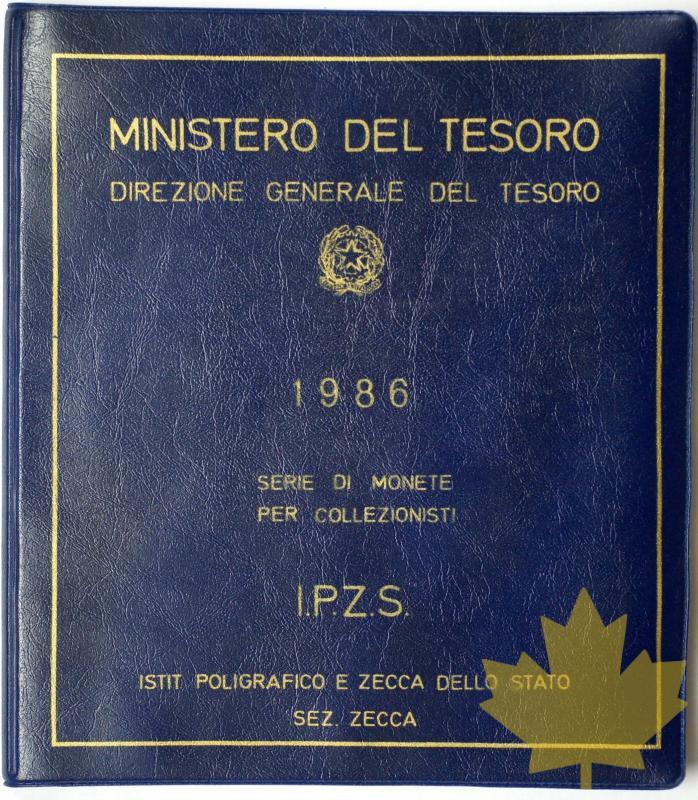 MINISTERO DEL TESORO
DIREZIONE GENERALE DEL TESORO
1986
SERIE DI MONETE
PER COLLEZIONISTI
I.P.Z.S.
ISTIT POLIGRAFICO E ZECCA DELLO STATO
SEZ. ZECCA